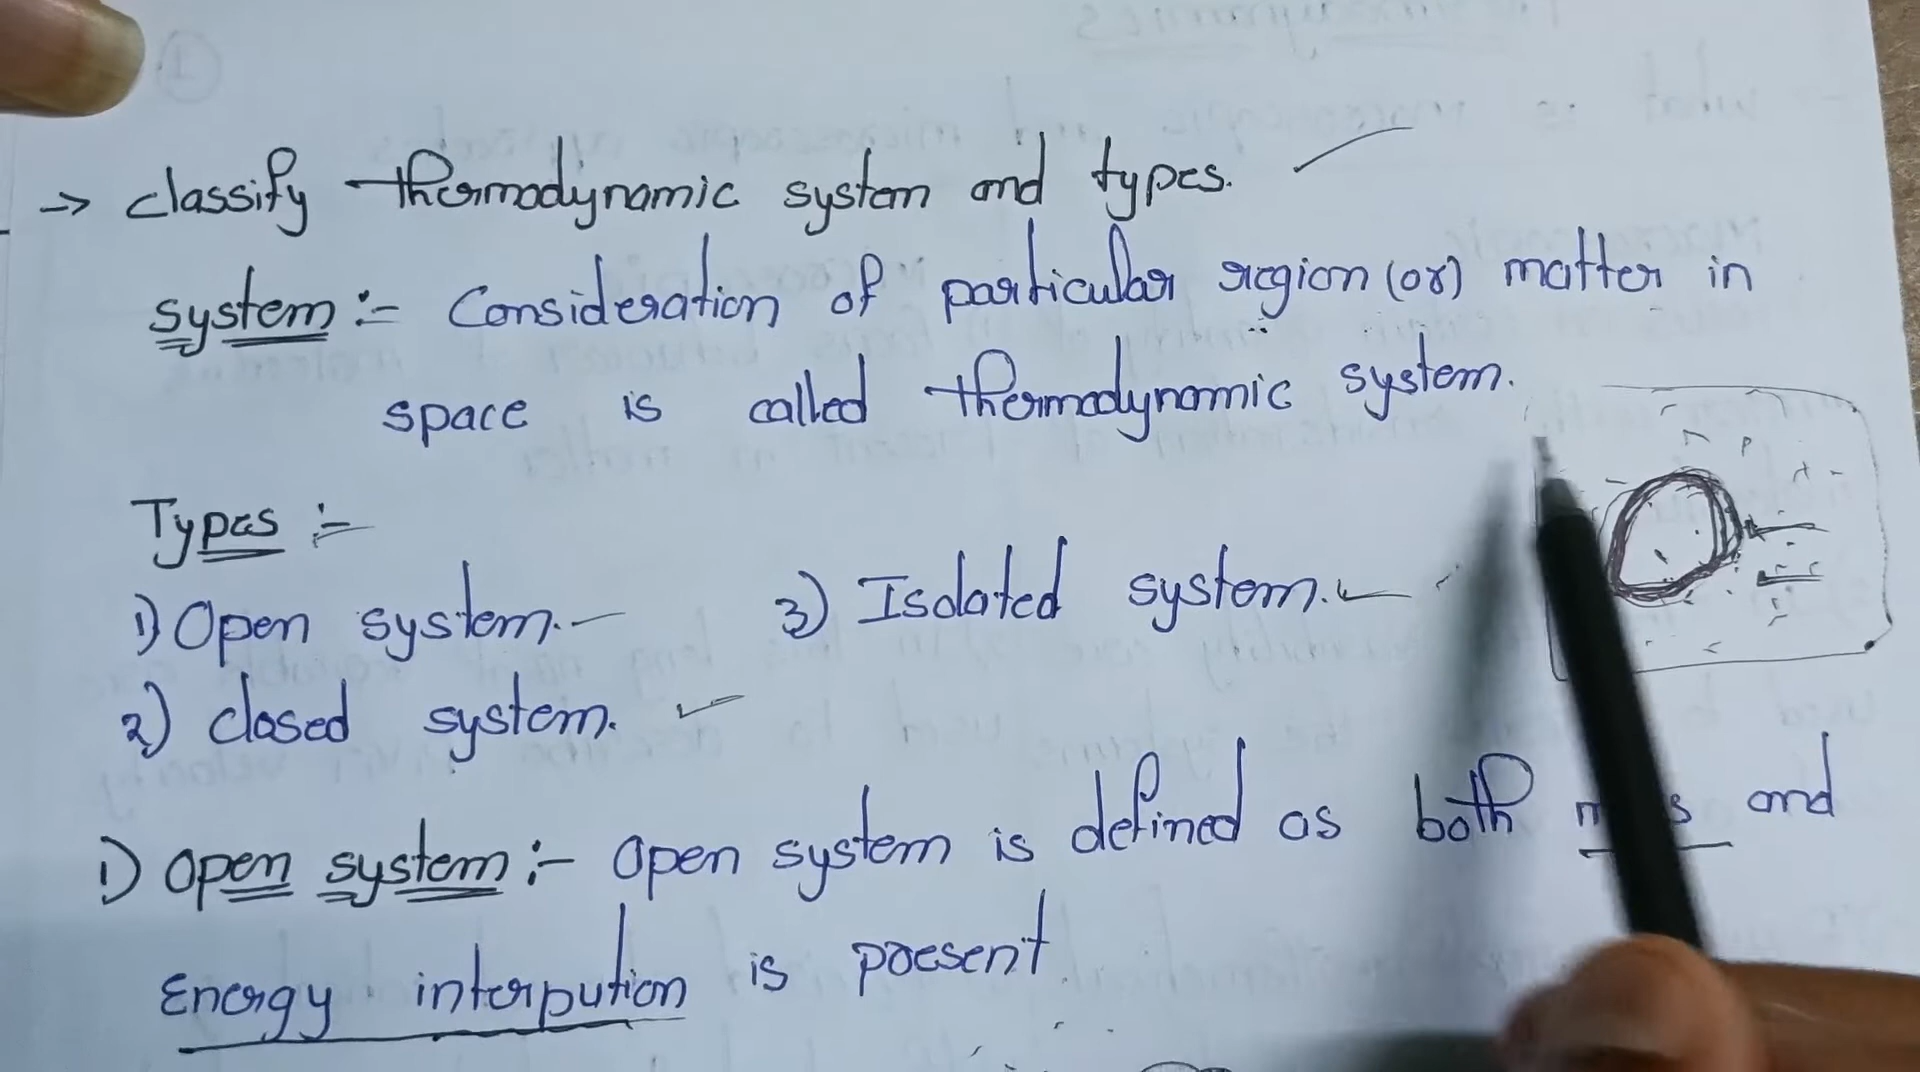 → classify thermodynamic system and types.
system :- Consideration of particular region (or) matter in
space is called thermodynamic system.
Types :-
1) Open system.
3) Isolated system.
2) closed system.
1) Open system :- Open system is defined as both and
Energy interpution is present